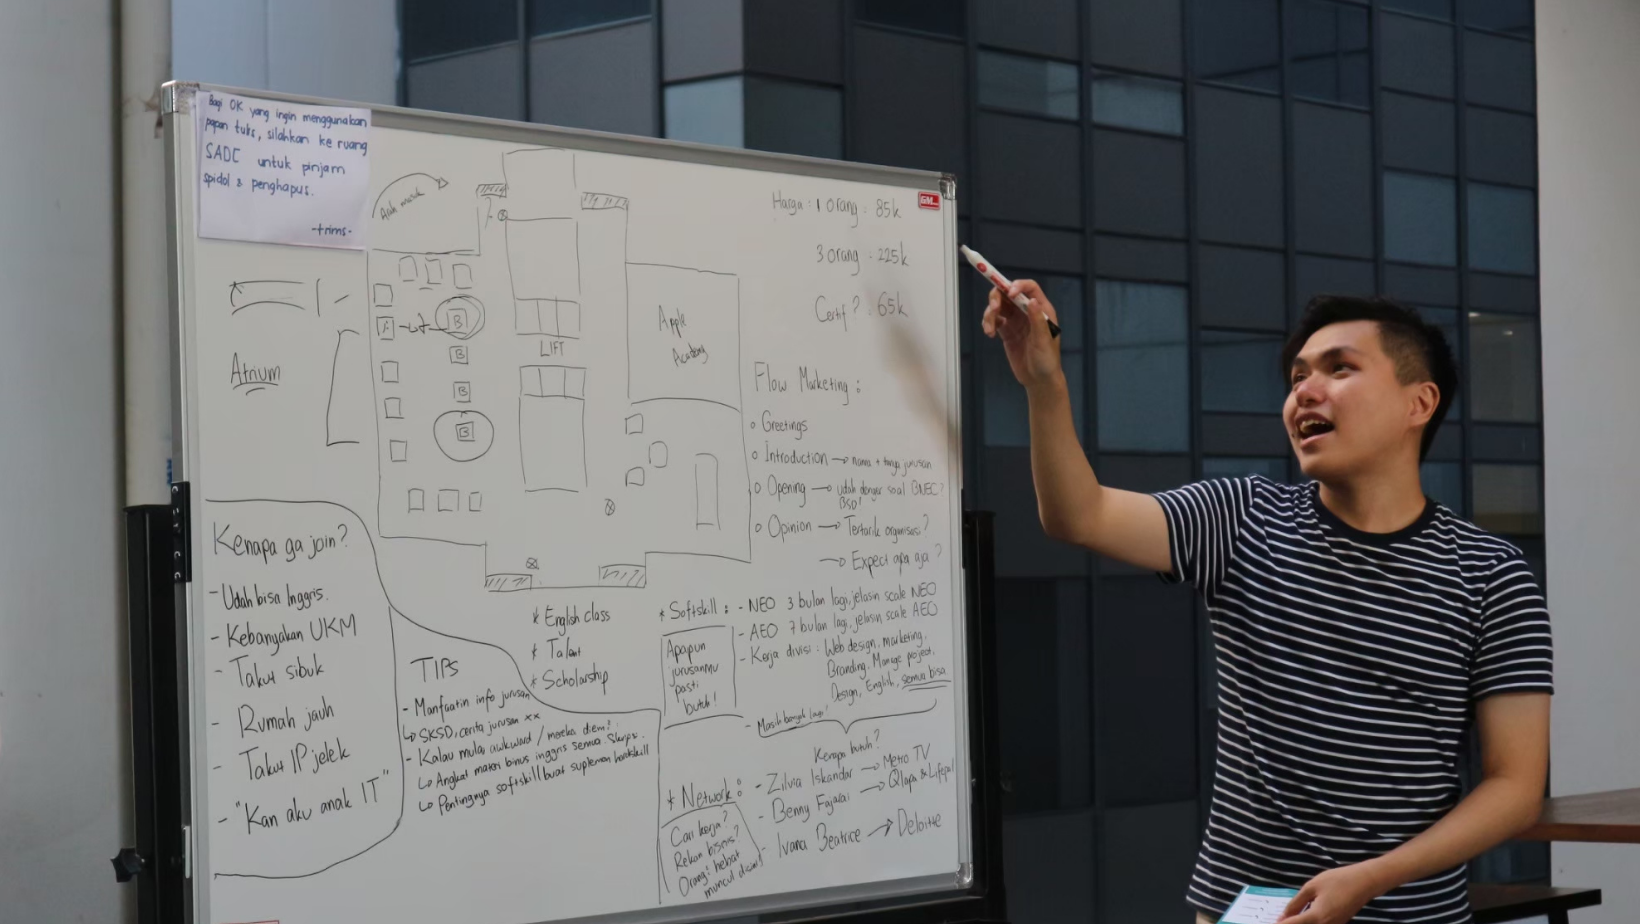 Bagi OK yang ingin menggunakan
papan tulis, silahkan ke ruang
SADC untuk pinjam
spidol & penghapus.
-trims-
Arah masuk
GM
Harga : 1 orang : 85k
3 orang : 225k
Certif ? : 65k
Atrium
A
B
B
B
B
LIFT
Apple
Academy
Flow Marketing :
Greetings
Introduction → nama + tanya jurusan
Opening → udah dengar soal BNEC?
BSD?
Opinion → Tertarik organisasi?
→ Expect apa aja ?
Kenapa ga join?
- Udah bisa Inggris.
- Kebanyakan UKM
- Takut sibuk
- Rumah jauh
- Takut IP jelek
- "Kan aku anak IT"
TIPS
- Manfaatin info jurusan
↳ SKSD, cerita jurusan xx
- Kalau mulai awkward / mereka diem² :
↳ Angkat materi binus inggris semua.
↳ Pentingnya softskill buat suplemen hardskill
* English class
* Talent
* Scholarship
* Softskill :
- NEO 3 bulan lagi, jelasin scale NEO
- AEO 7 bulan lagi, jelasin scale AEO
- Kerja divisi : Web design, marketing,
Branding, Manage project,
Design, English, semua bisa
- Masih banyak lagi!
Apapun
jurusanmu
pasti
butuh!
Kenapa butuh?
* Network :
- Zilvia Iskandar → Metro TV
- Benny Fajarai → Qlapa & Lifepal
- Ivana Beatrice → Deloitte
Cari kerja?
Rekan bisnis?
Orang² hebat
muncul disini!